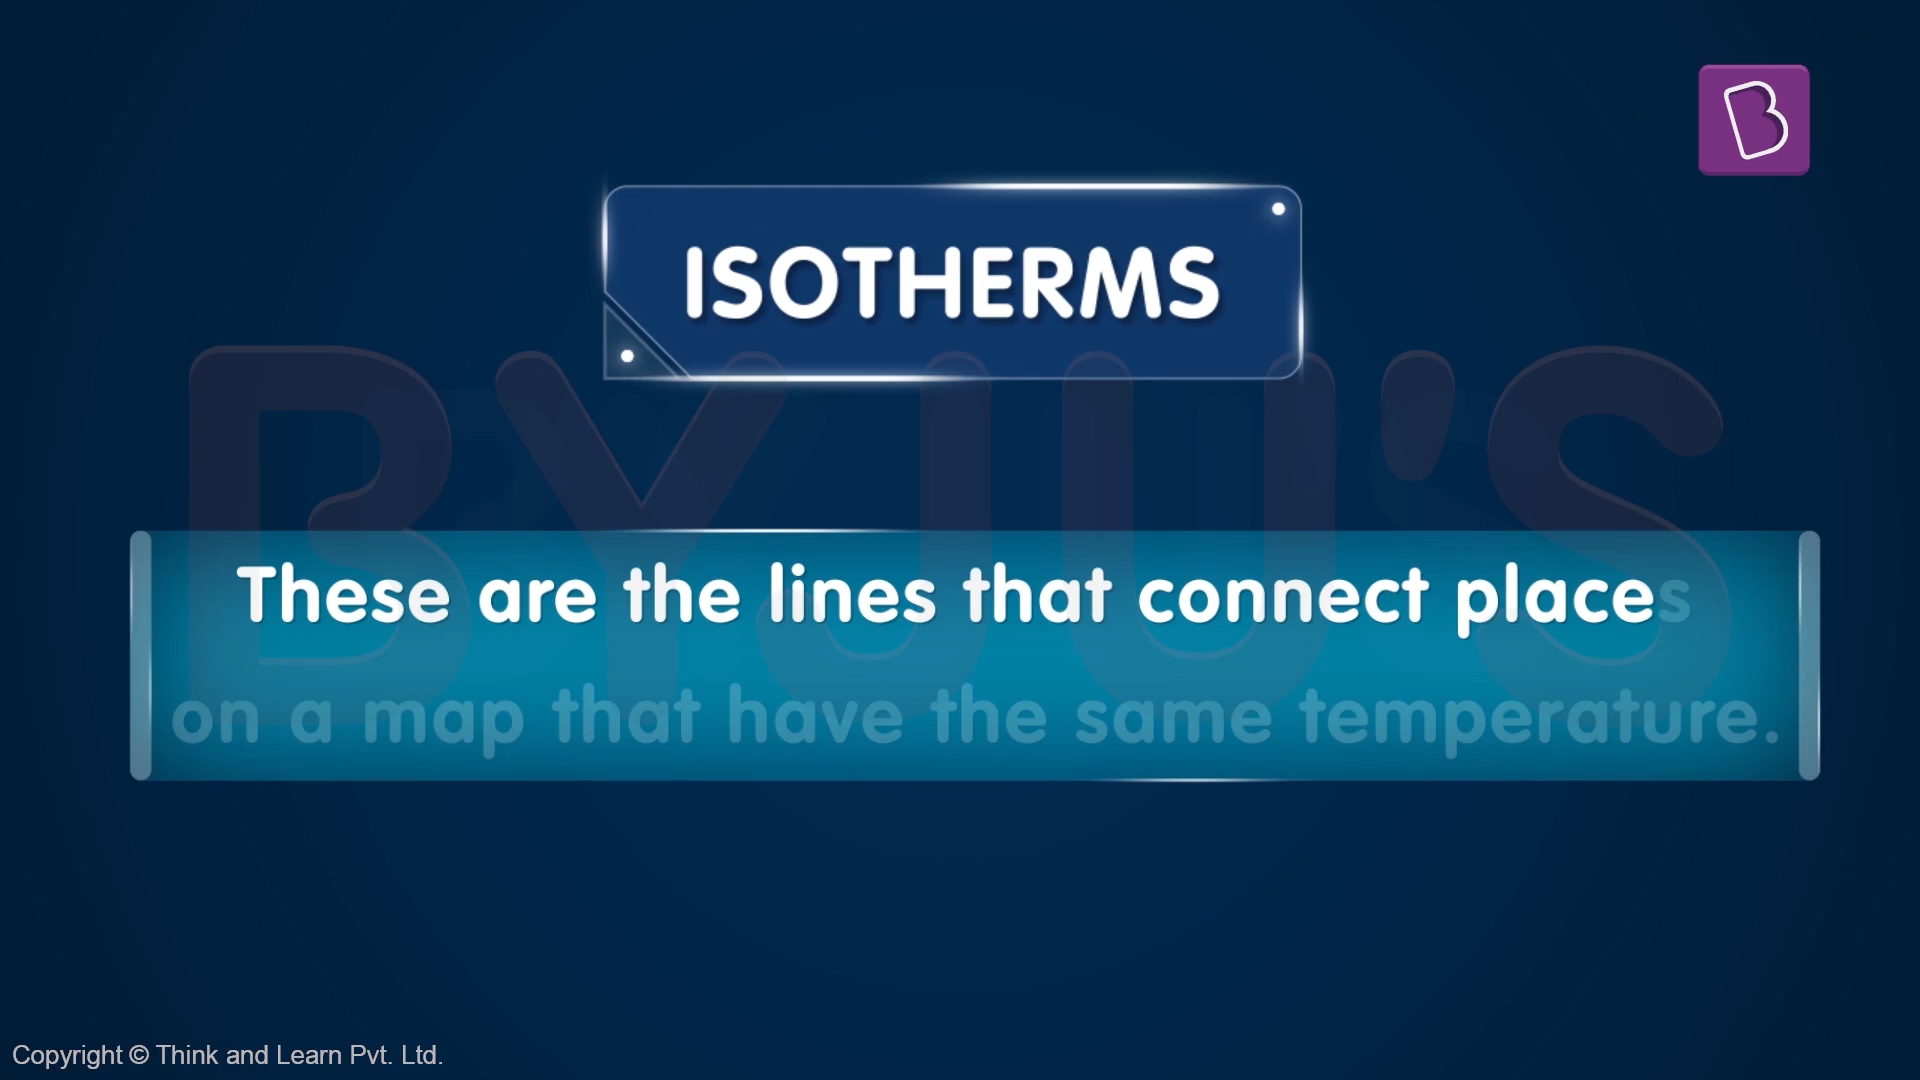 ISOTHERMS
BYJU'S
These are the lines that connect places
on a map that have the same temperature.
Copyright © Think and Learn Pvt. Ltd.